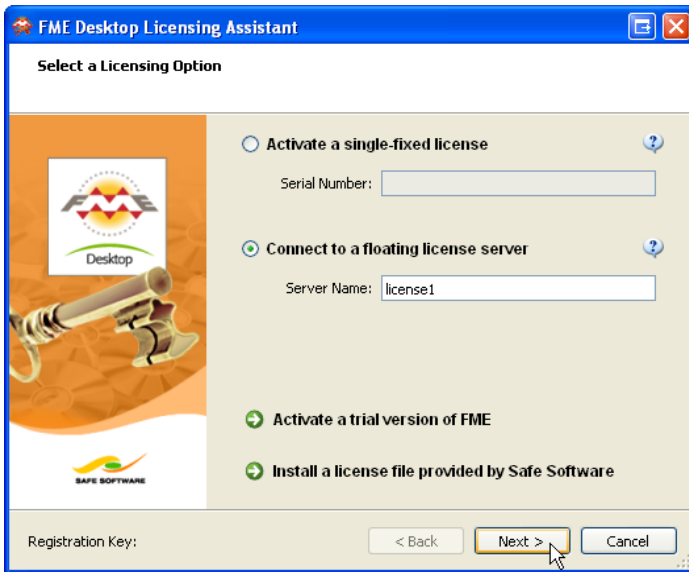 FME Desktop Licensing Assistant
Select a Licensing Option
FME
Desktop
SAFE SOFTWARE
Activate a single-fixed license
Serial Number:
Connect to a floating license server
Server Name: license1
Activate a trial version of FME
Install a license file provided by Safe Software
Registration Key:
< Back
Next >
Cancel